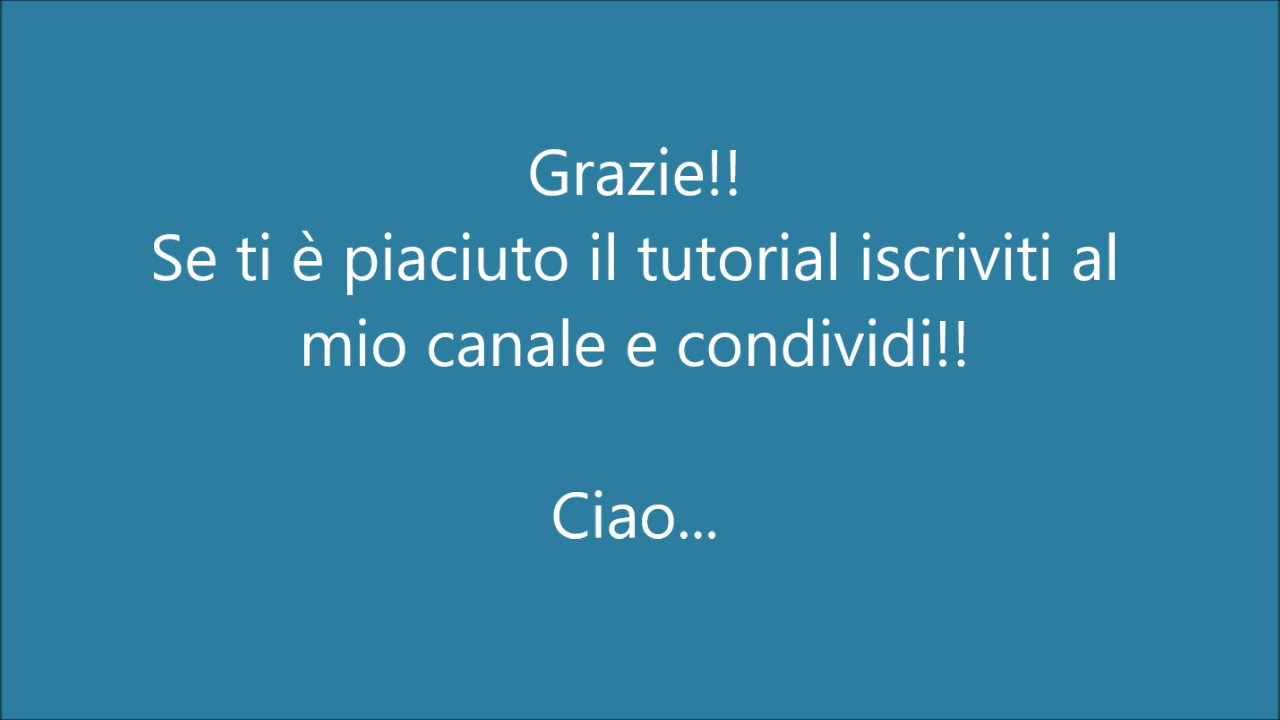 Grazie!!
Se ti è piaciuto il tutorial iscriviti al
mio canale e condividi!!
Ciao...